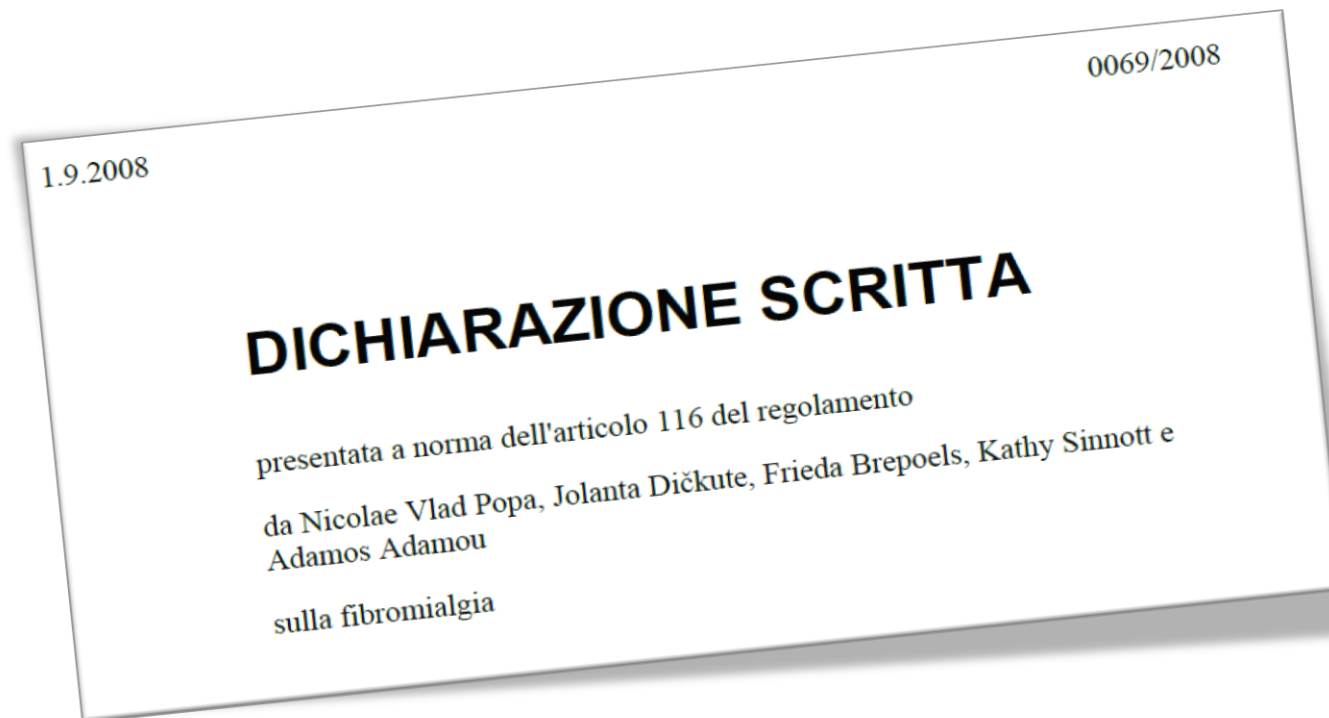 0069/2008
1.9.2008
DICHIARAZIONE SCRITTA
presentata a norma dell'articolo 116 del regolamento
da Nicolae Vlad Popa, Jolanta Dičkute, Frieda Brepoels, Kathy Sinnott e
Adamos Adamou
sulla fibromialgia